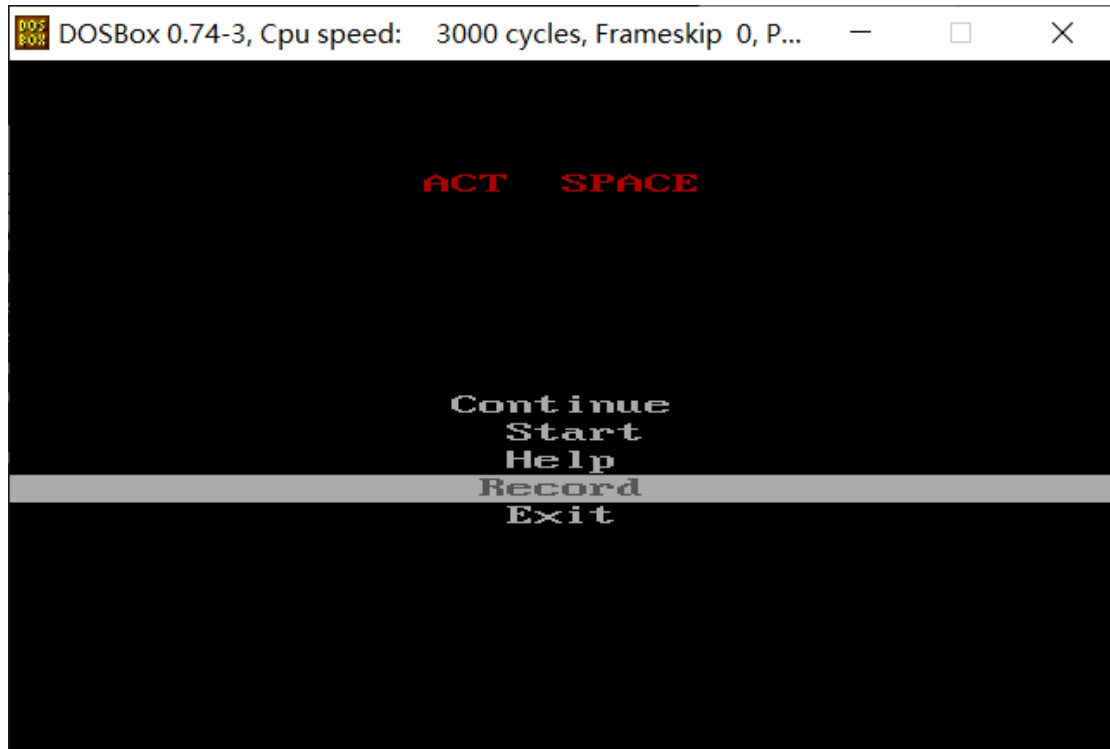 DOSBox 0.74-3, Cpu speed: 3000 cycles, Frameskip 0, P...
ACT SPACE
Continue
Start
Help
Record
Exit